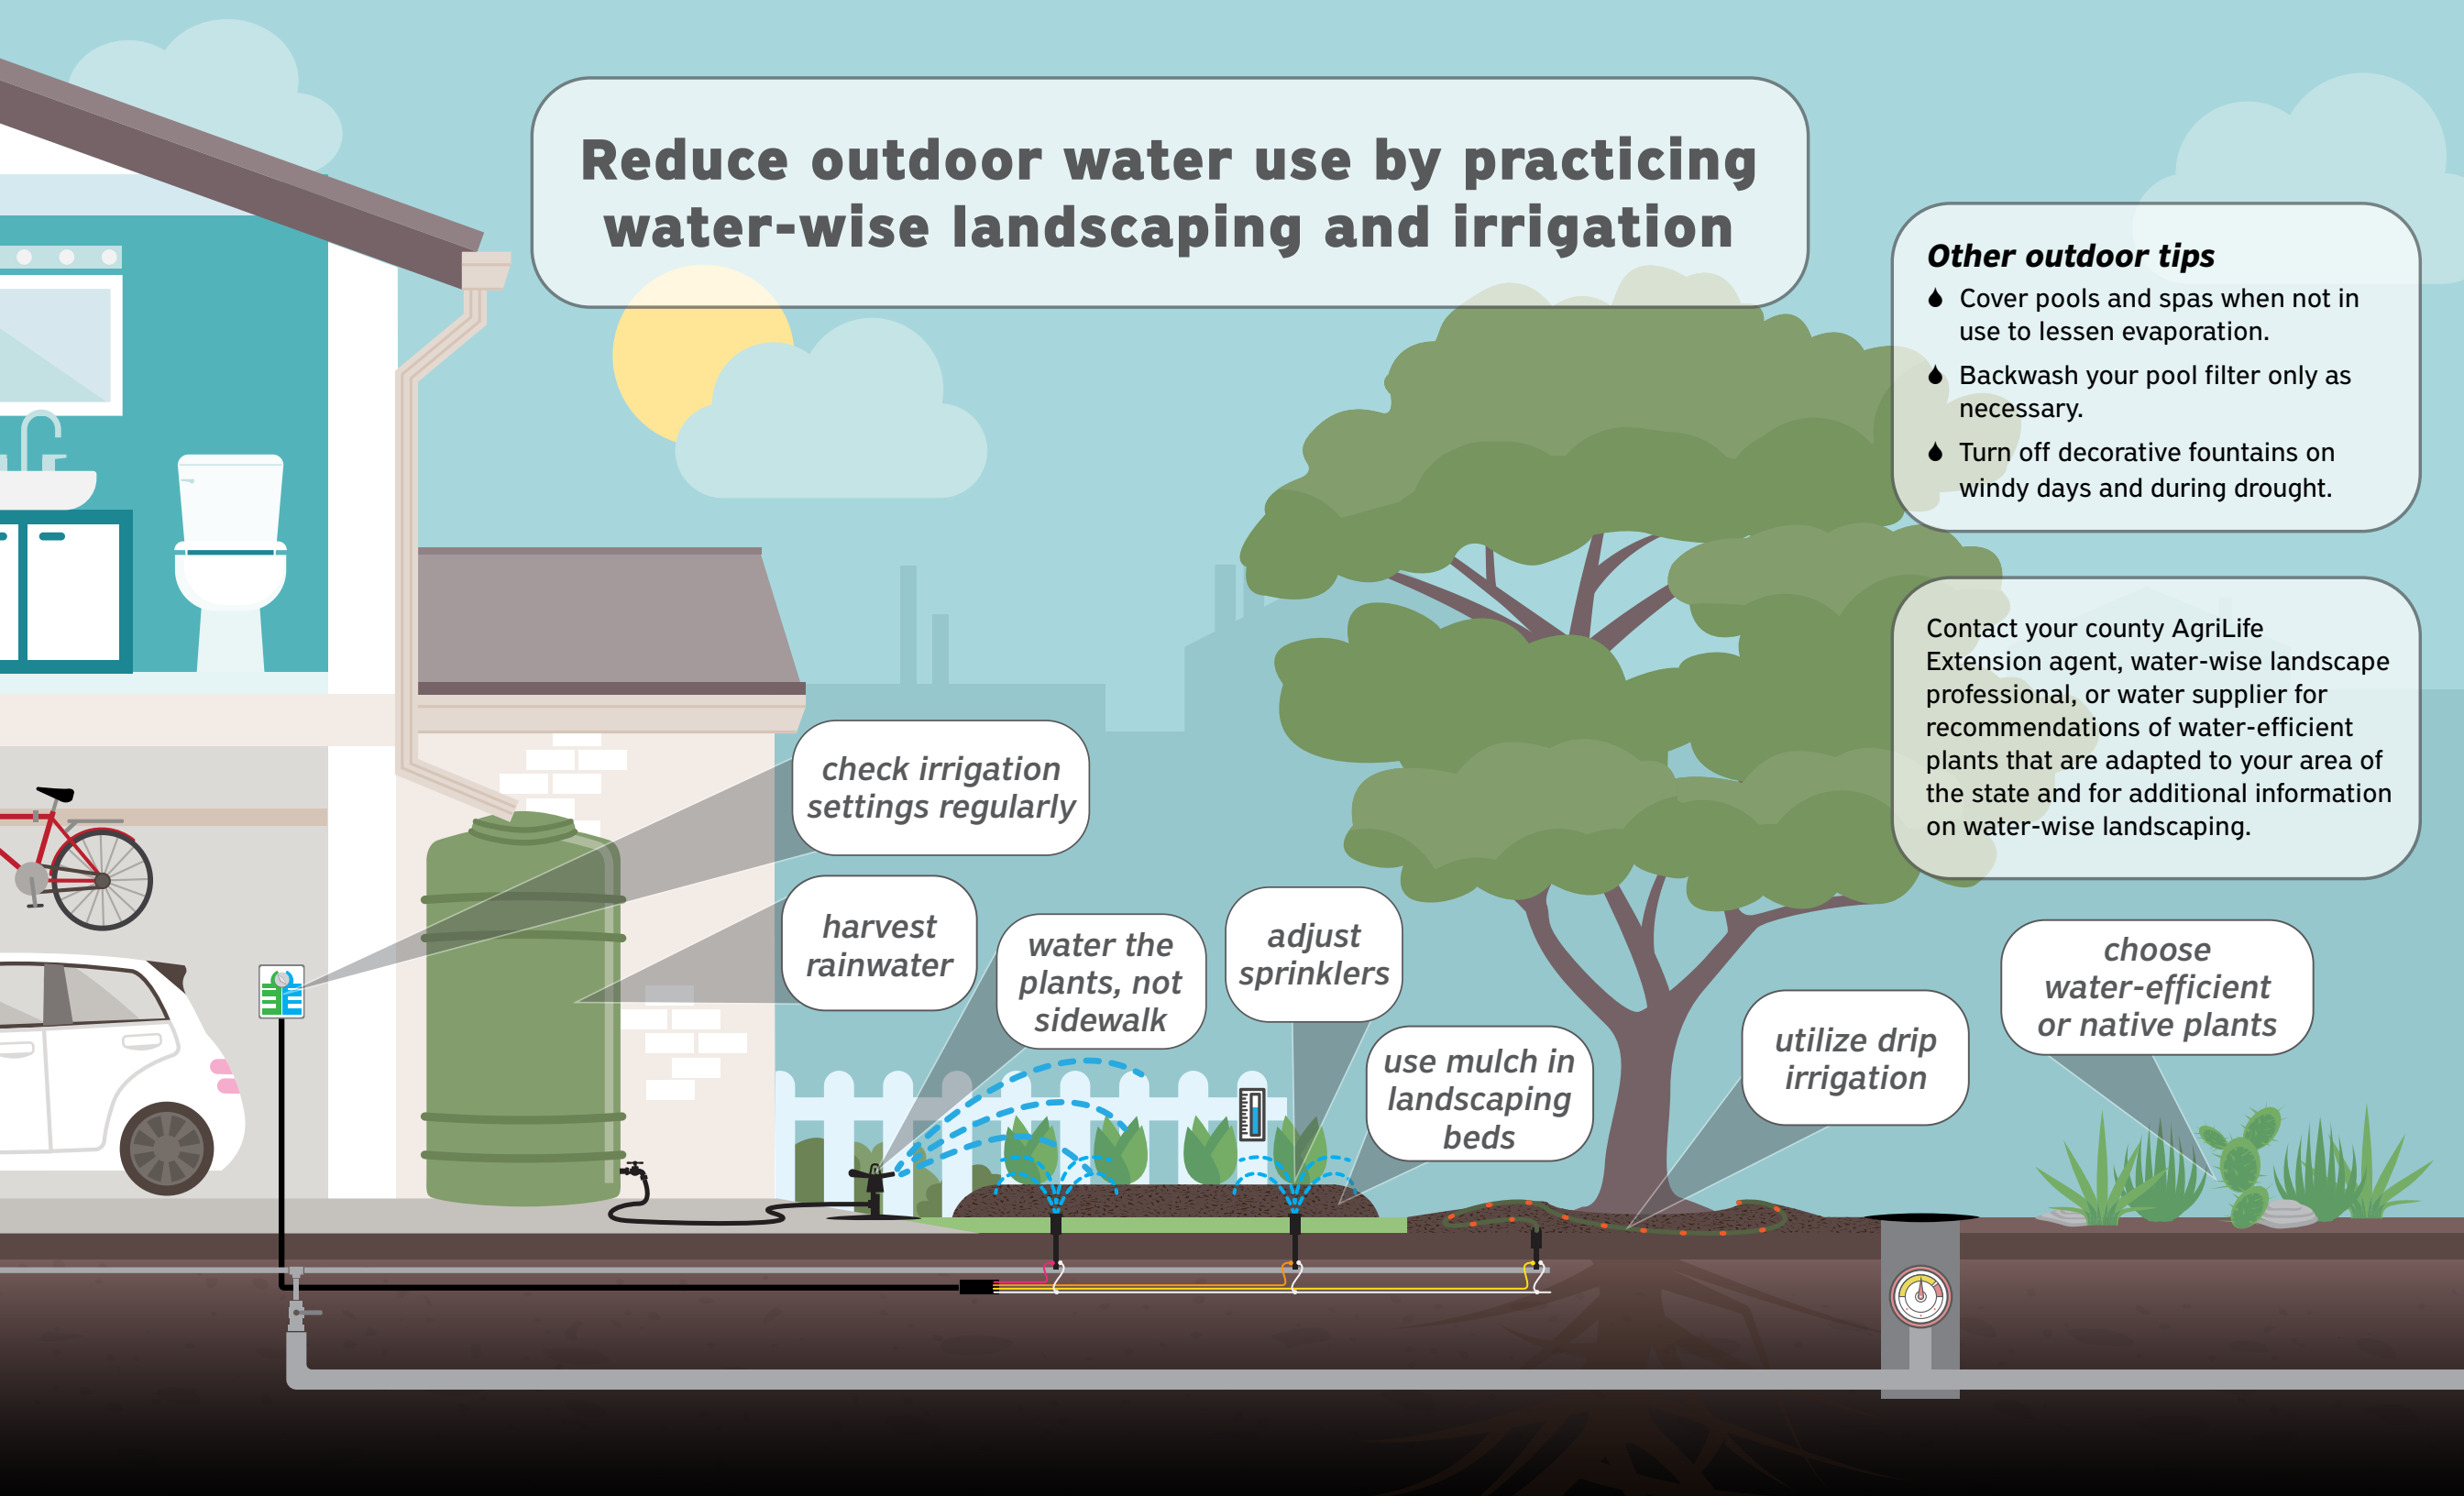 Reduce outdoor water use by practicing
water-wise landscaping and irrigation
Other outdoor tips
Cover pools and spas when not in
use to lessen evaporation.
Backwash your pool filter only as
necessary.
Turn off decorative fountains on
windy days and during drought.
Contact your county AgriLife
Extension agent, water-wise landscape
professional, or water supplier for
recommendations of water-efficient
plants that are adapted to your area of
the state and for additional information
on water-wise landscaping.
check irrigation
settings regularly
harvest
rainwater
water the
plants, not
sidewalk
adjust
sprinklers
use mulch in
landscaping
beds
utilize drip
irrigation
choose
water-efficient
or native plants